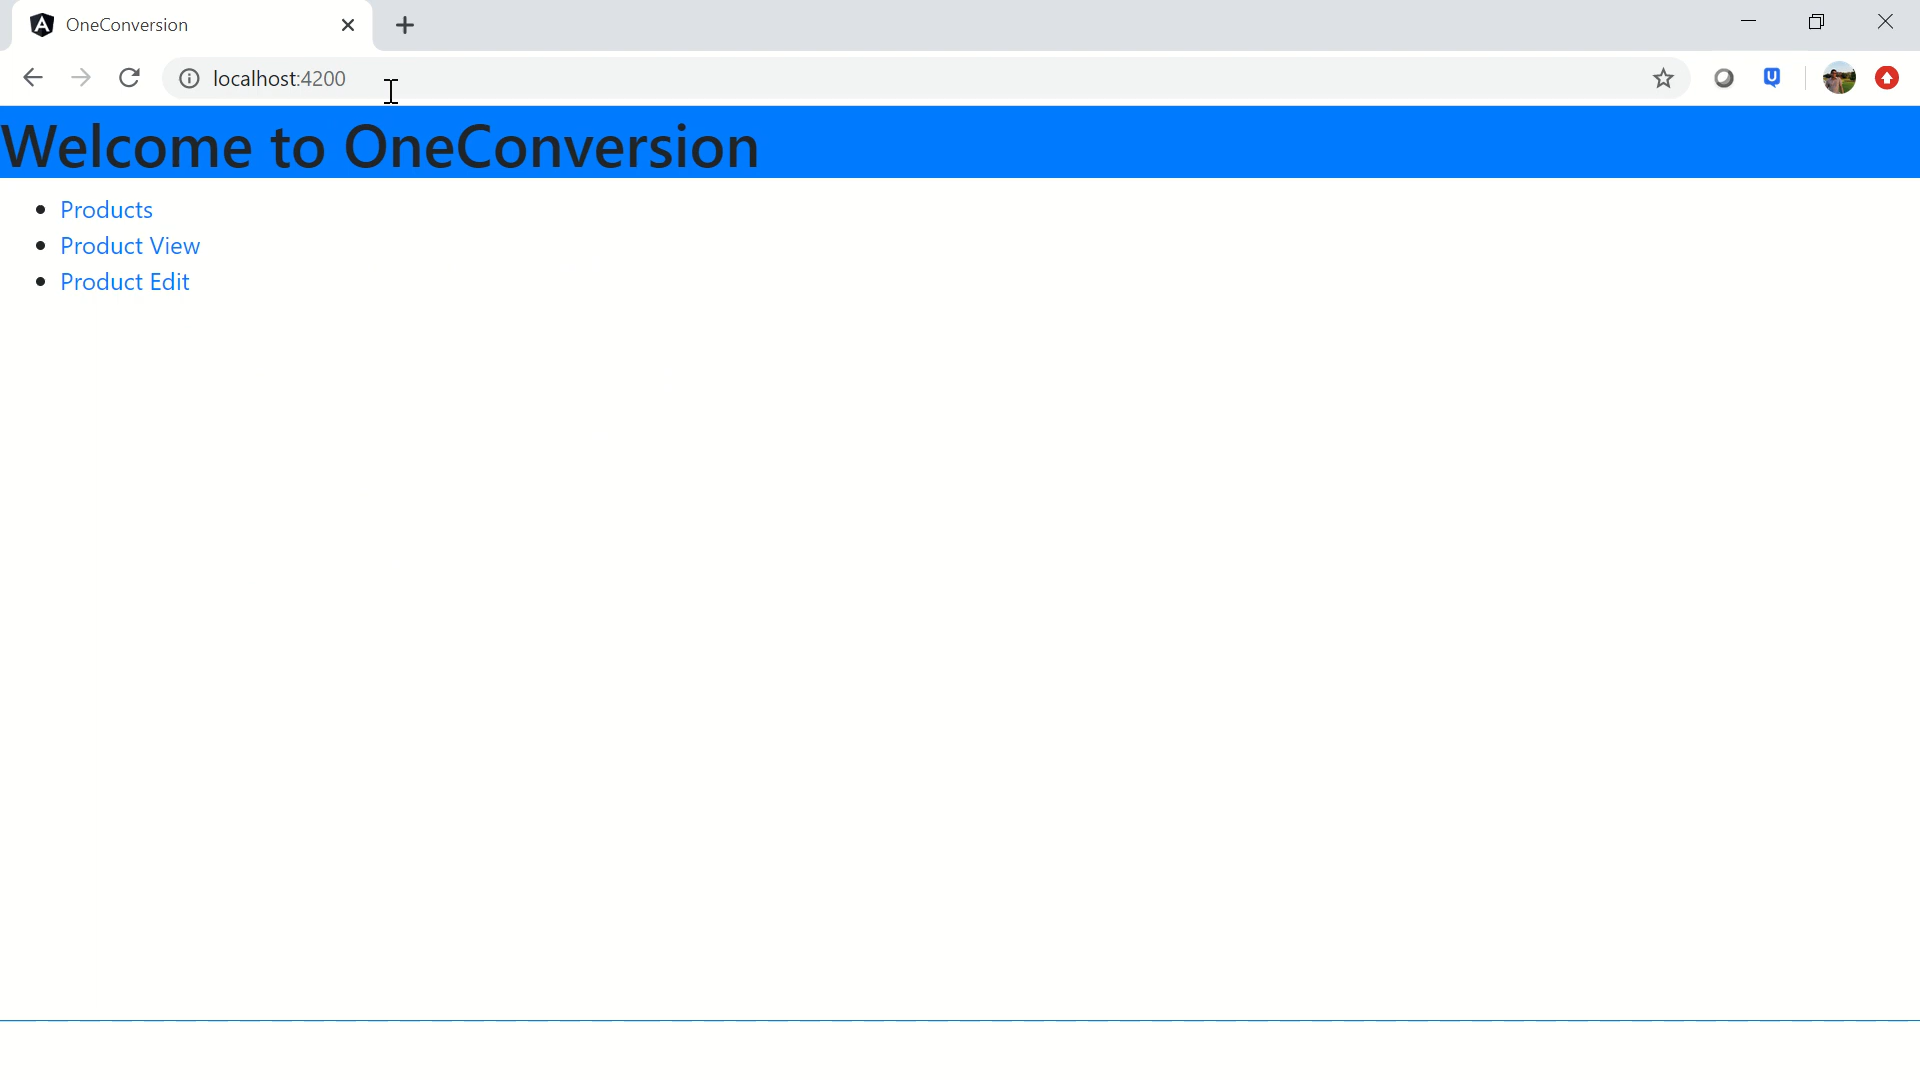 OneConversion
localhost:4200
Welcome to OneConversion
Products
Product View
Product Edit